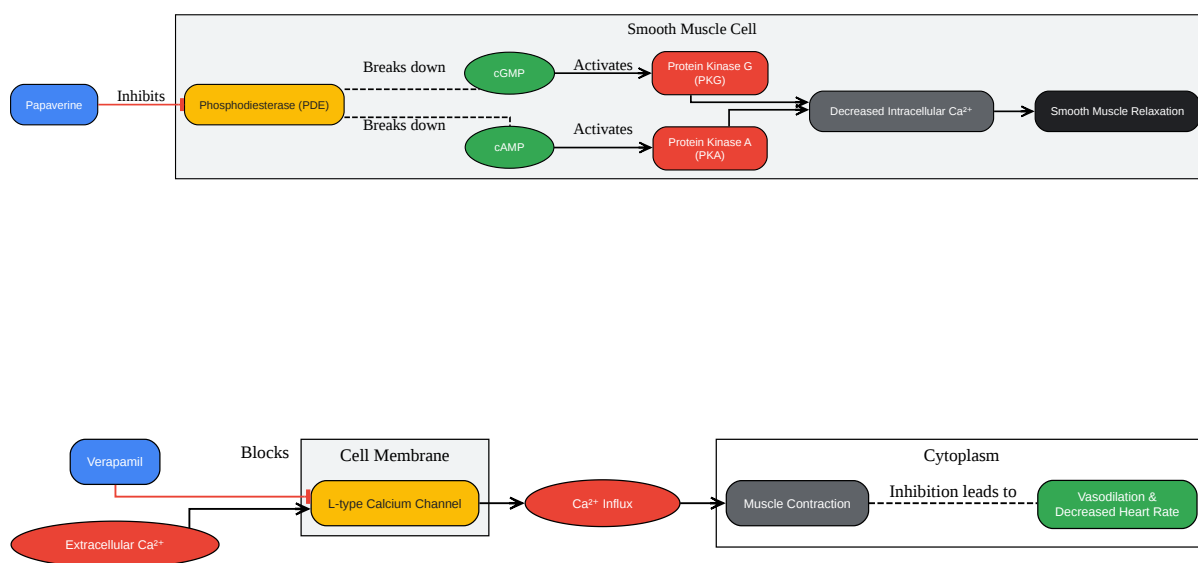 Smooth Muscle Cell
Papaverine
Inhibits
Phosphodiesterase (PDE)
Breaks down
cGMP
Activates
Protein Kinase G
(PKG)
Breaks down
cAMP
Activates
Protein Kinase A
(PKA)
Decreased Intracellular Ca²⁺
Smooth Muscle Relaxation
Verapamil
Blocks
Extracellular Ca²⁺
Cell Membrane
L-type Calcium Channel
Ca²⁺ Influx
Cytoplasm
Muscle Contraction
Inhibition leads to
Vasodilation &
Decreased Heart Rate